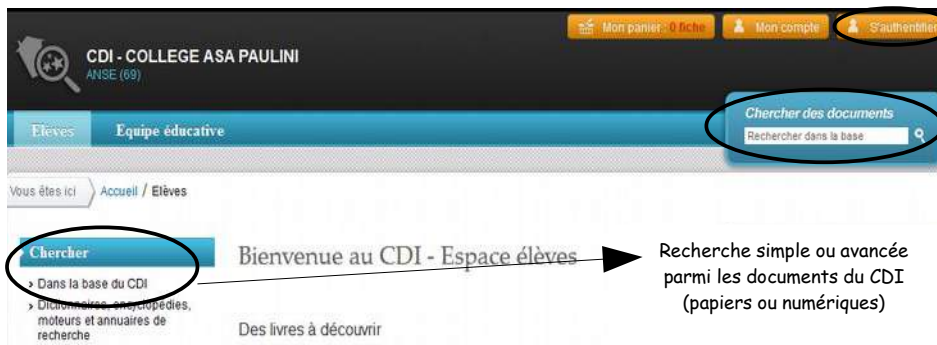 Mon panier : 0 fiche
Mon compte
S'authentifier
CDI - COLLEGE ASA PAULINI
ANSE (69)
Chercher des documents
Rechercher dans la base
Elèves
Equipe éducative
Vous êtes ici
Accueil / Elèves
Chercher
Bienvenue au CDI - Espace élèves
Recherche simple ou avancée
parmi les documents du CDI
(papiers ou numériques)
› Dans la base du CDI
› Dictionnaires, encyclopédies,
moteurs et annuaires de
recherche
Des livres à découvrir